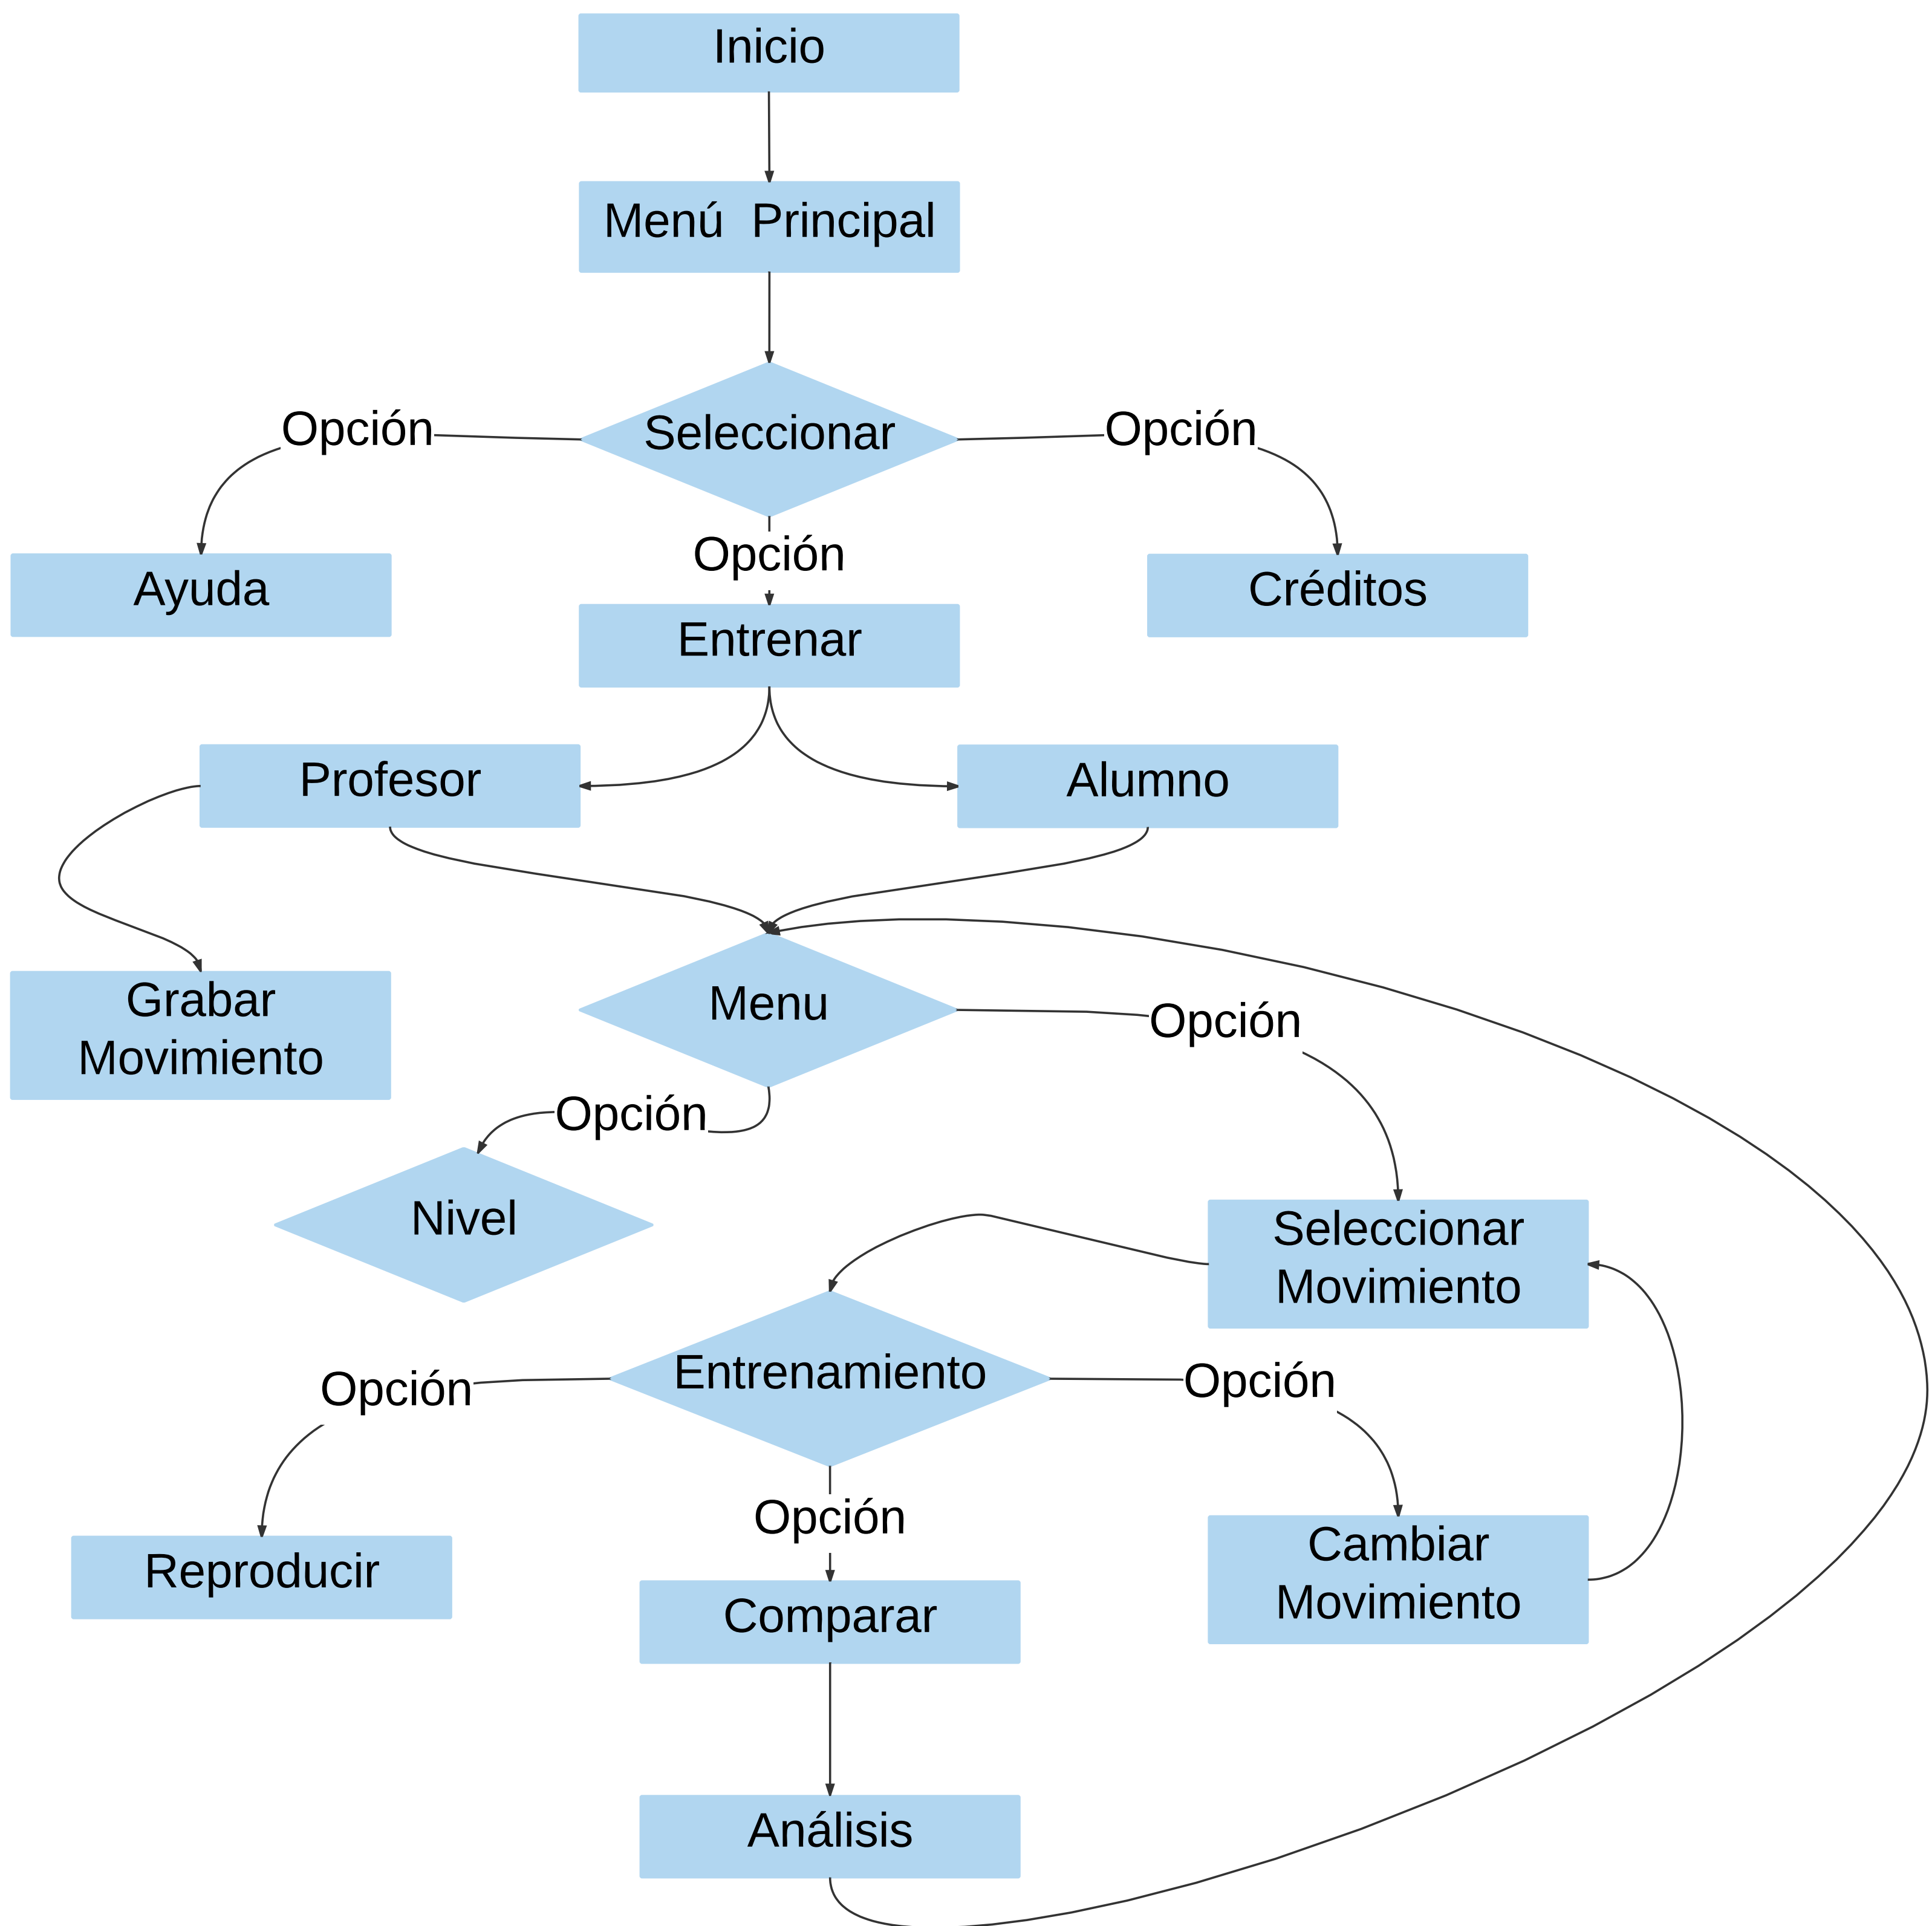 Inicio
Menú  Principal
Seleccionar
Opción
Opción
Opción
Ayuda
Créditos
Entrenar
Profesor
Alumno
Grabar
Movimiento
Menu
Opción
Opción
Nivel
Seleccionar
Movimiento
Entrenamiento
Opción
Opción
Opción
Reproducir
Cambiar
Movimiento
Comparar
Análisis